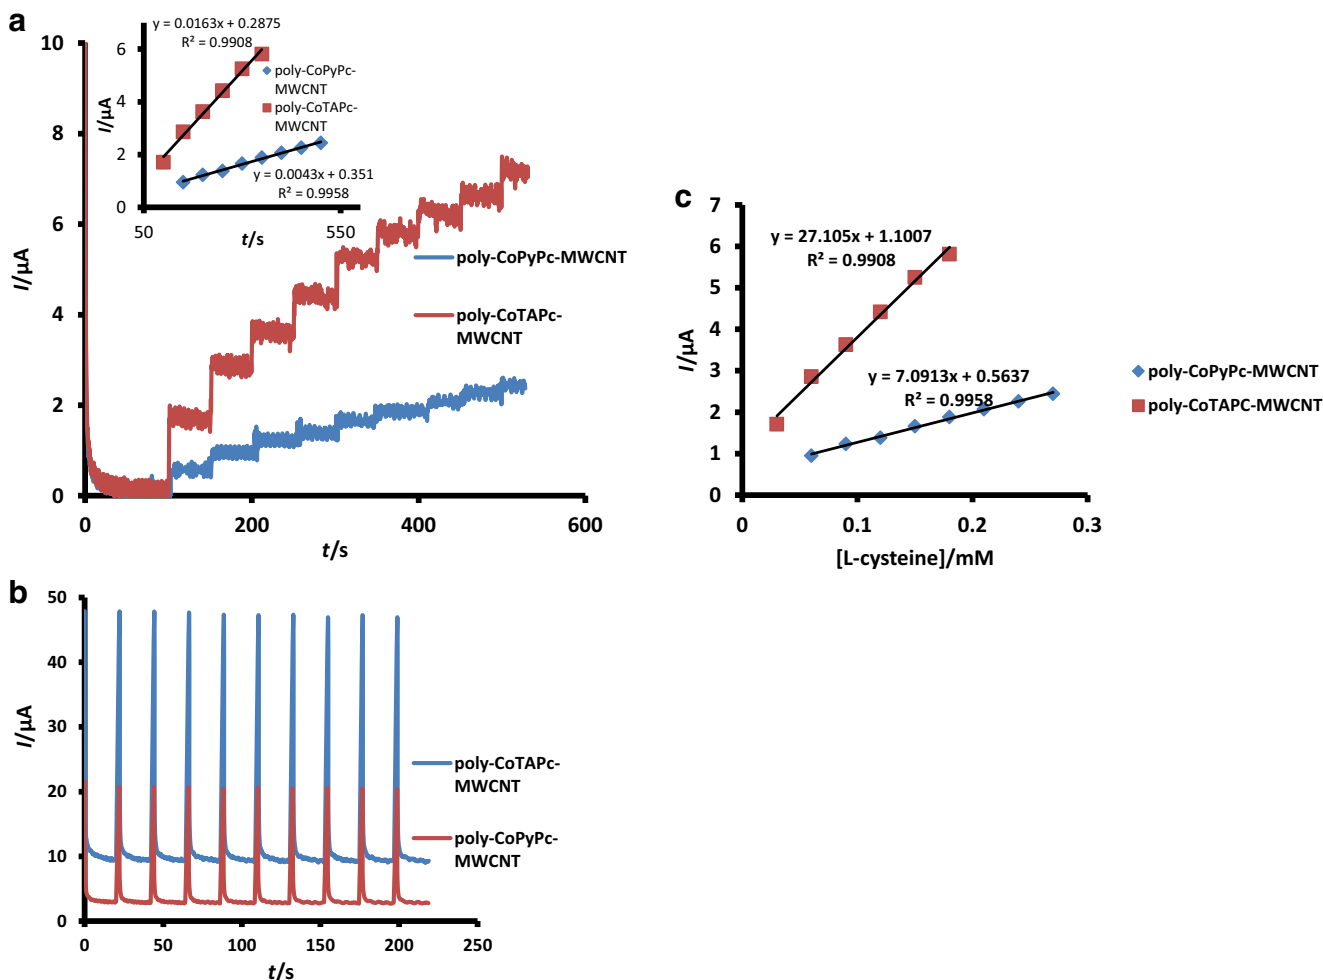 a
y = 0.0163x + 0.2875
R² = 0.9908
10
8
6
4
2
0
I/µA
6
4
2
0
I/µA
poly-CoPyPc-
MWCNT
poly-CoTAPc-
MWCNT
y = 0.0043x + 0.351
R² = 0.9958
50
550
t/s
poly-CoPyPc-MWCNT
poly-CoTAPc-
MWCNT
0
200
400
600
t/s
b
50
40
30
20
10
0
I/µA
poly-CoTAPc-
MWCNT
poly-CoPyPc-
MWCNT
0
50
100
150
200
250
t/s
c
7
6
5
4
3
2
1
0
I/µA
y = 27.105x + 1.1007
R² = 0.9908
y = 7.0913x + 0.5637
R² = 0.9958
poly-CoPyPc-MWCNT
poly-CoTAPC-MWCNT
0
0.1
0.2
0.3
[L-cysteine]/mM